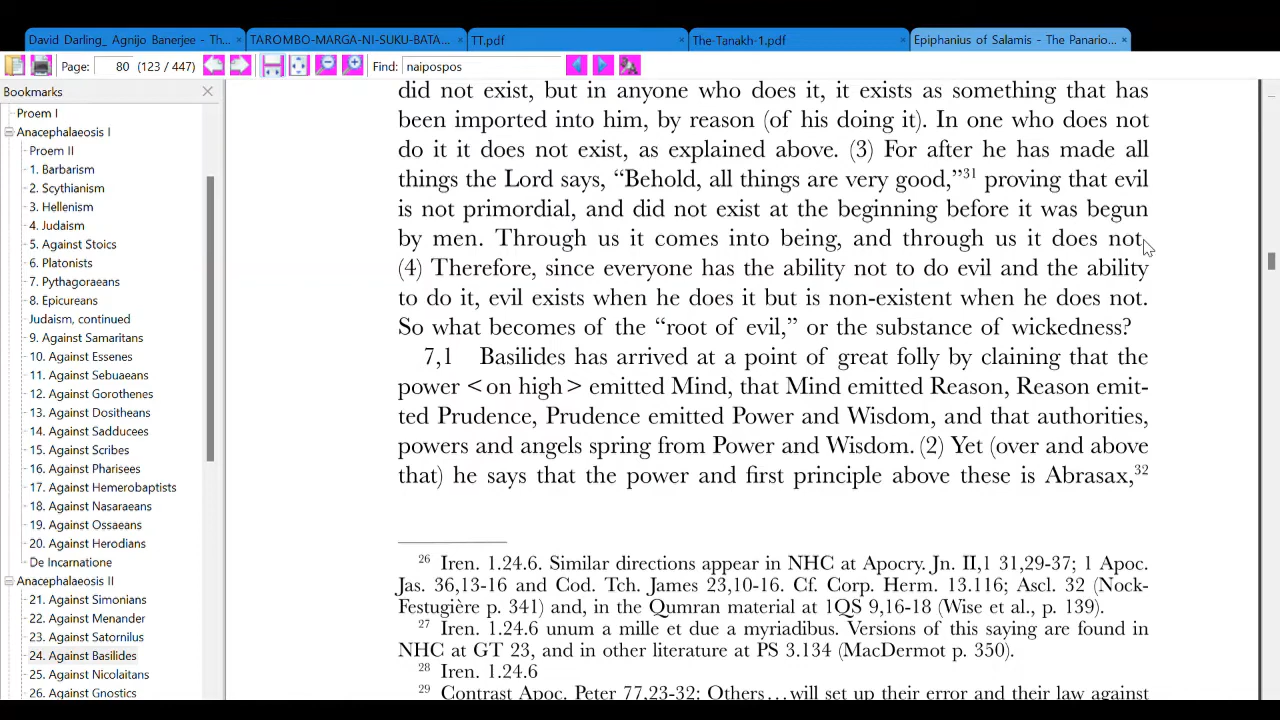 David Darling_ Agnijo Banerjee - Th...
TAROMBO-MARGA-NI-SUKU-BATA...
TT.pdf
The-Tanakh-1.pdf
Epiphanius of Salamis - The Panario...
Page: 80 (123 / 447)
Find: naipospos
Bookmarks
Proem I
Anacephalaeosis I
Proem II
1. Barbarism
2. Scythianism
3. Hellenism
4. Judaism
5. Against Stoics
6. Platonists
7. Pythagoraeans
8. Epicureans
Judaism, continued
9. Against Samaritans
10. Against Essenes
11. Against Sebuaeans
12. Against Gorothenes
13. Against Dositheans
14. Against Sadducees
15. Against Scribes
16. Against Pharisees
17. Against Hemerobaptists
18. Against Nasaraeans
19. Against Ossaeans
20. Against Herodians
De Incarnatione
Anacephalaeosis II
21. Against Simonians
22. Against Menander
23. Against Satornilus
24. Against Basilides
25. Against Nicolaitans
26. Against Gnostics
did not exist, but in anyone who does it, it exists as something that has
been imported into him, by reason (of his doing it). In one who does not
do it it does not exist, as explained above. (3) For after he has made all
things the Lord says, “Behold, all things are very good,”31 proving that evil
is not primordial, and did not exist at the beginning before it was begun
by men. Through us it comes into being, and through us it does not.
(4) Therefore, since everyone has the ability not to do evil and the ability
to do it, evil exists when he does it but is non-existent when he does not.
So what becomes of the “root of evil,” or the substance of wickedness?
7,1 Basilides has arrived at a point of great folly by claining that the
power <on high> emitted Mind, that Mind emitted Reason, Reason emit-
ted Prudence, Prudence emitted Power and Wisdom, and that authorities,
powers and angels spring from Power and Wisdom. (2) Yet (over and above
that) he says that the power and first principle above these is Abrasax,32
26 Iren. 1.24.6. Similar directions appear in NHC at Apocry. Jn. II,1 31,29-37; 1 Apoc.
Jas. 36,13-16 and Cod. Tch. James 23,10-16. Cf. Corp. Herm. 13.116; Ascl. 32 (Nock-
Festugière p. 341) and, in the Qumran material at 1QS 9,16-18 (Wise et al., p. 139).
27 Iren. 1.24.6 unum a mille et due a myriadibus. Versions of this saying are found in
NHC at GT 23, and in other literature at PS 3.134 (MacDermot p. 350).
28 Iren. 1.24.6
29 Contrast Apoc. Peter 77,23-32: Others...will set up their error and their law against